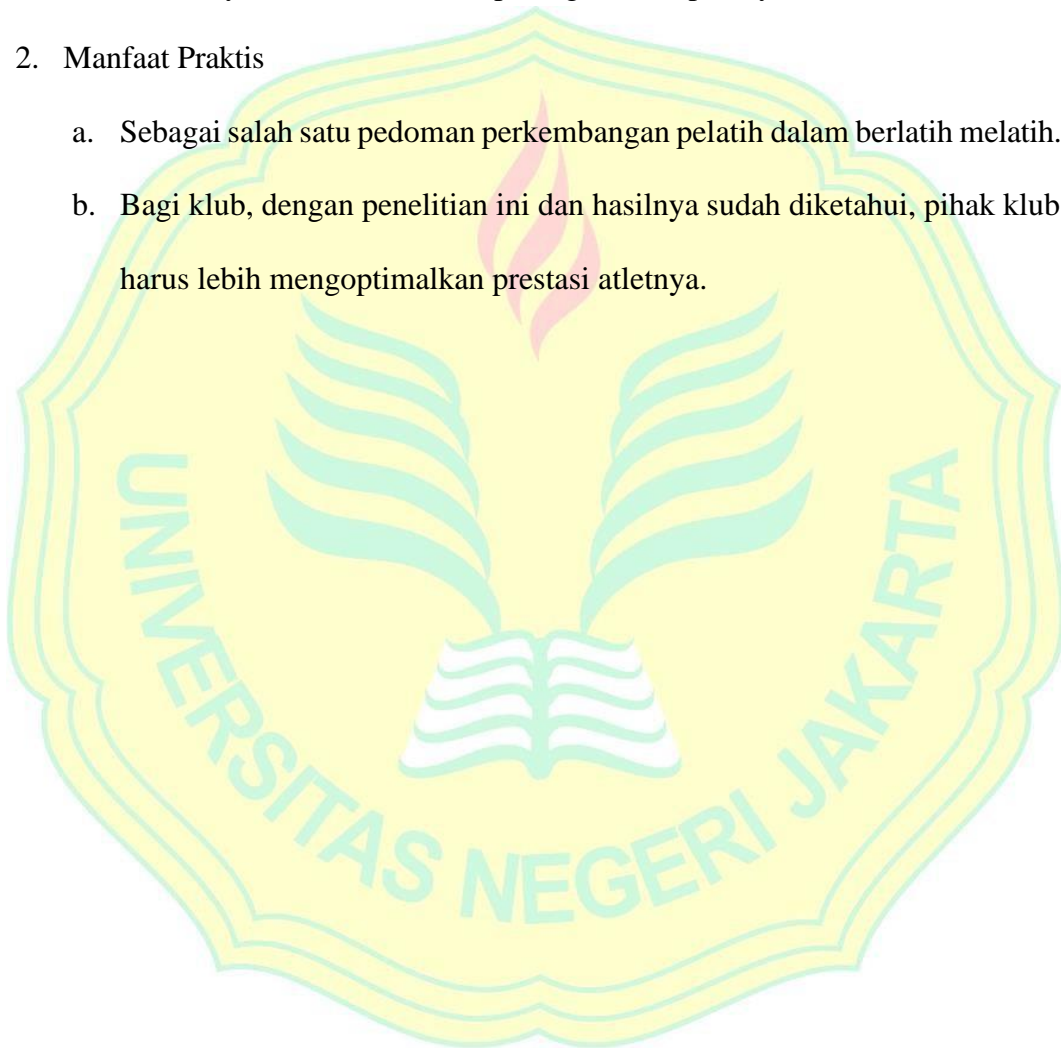 2. Manfaat Praktis
a. Sebagai salah satu pedoman perkembangan pelatih dalam berlatih melatih.
b. Bagi klub, dengan penelitian ini dan hasilnya sudah diketahui, pihak klub
harus lebih mengoptimalkan prestasi atletnya.
UNIVERSITAS NEGERI JAKARTA